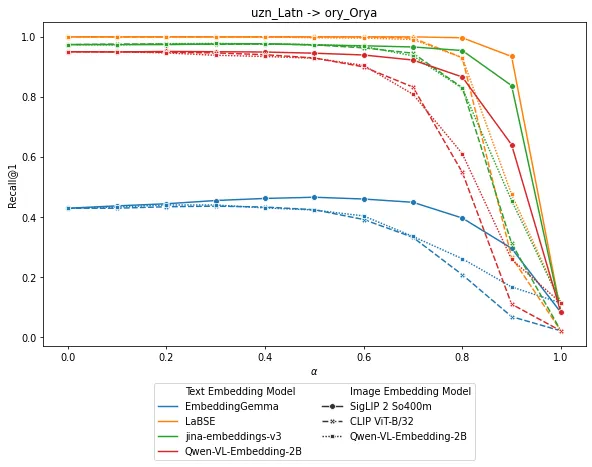 uzn_Latn -> ory_Orya
Recall@1
1.0
0.8
0.6
0.4
0.2
0.0
0.0 0.2 0.4 0.6 0.8 1.0
α
Text Embedding Model
EmbeddingGemma
LaBSE
jina-embeddings-v3
Qwen-VL-Embedding-2B
Image Embedding Model
SigLIP 2 So400m
CLIP ViT-B/32
Qwen-VL-Embedding-2B